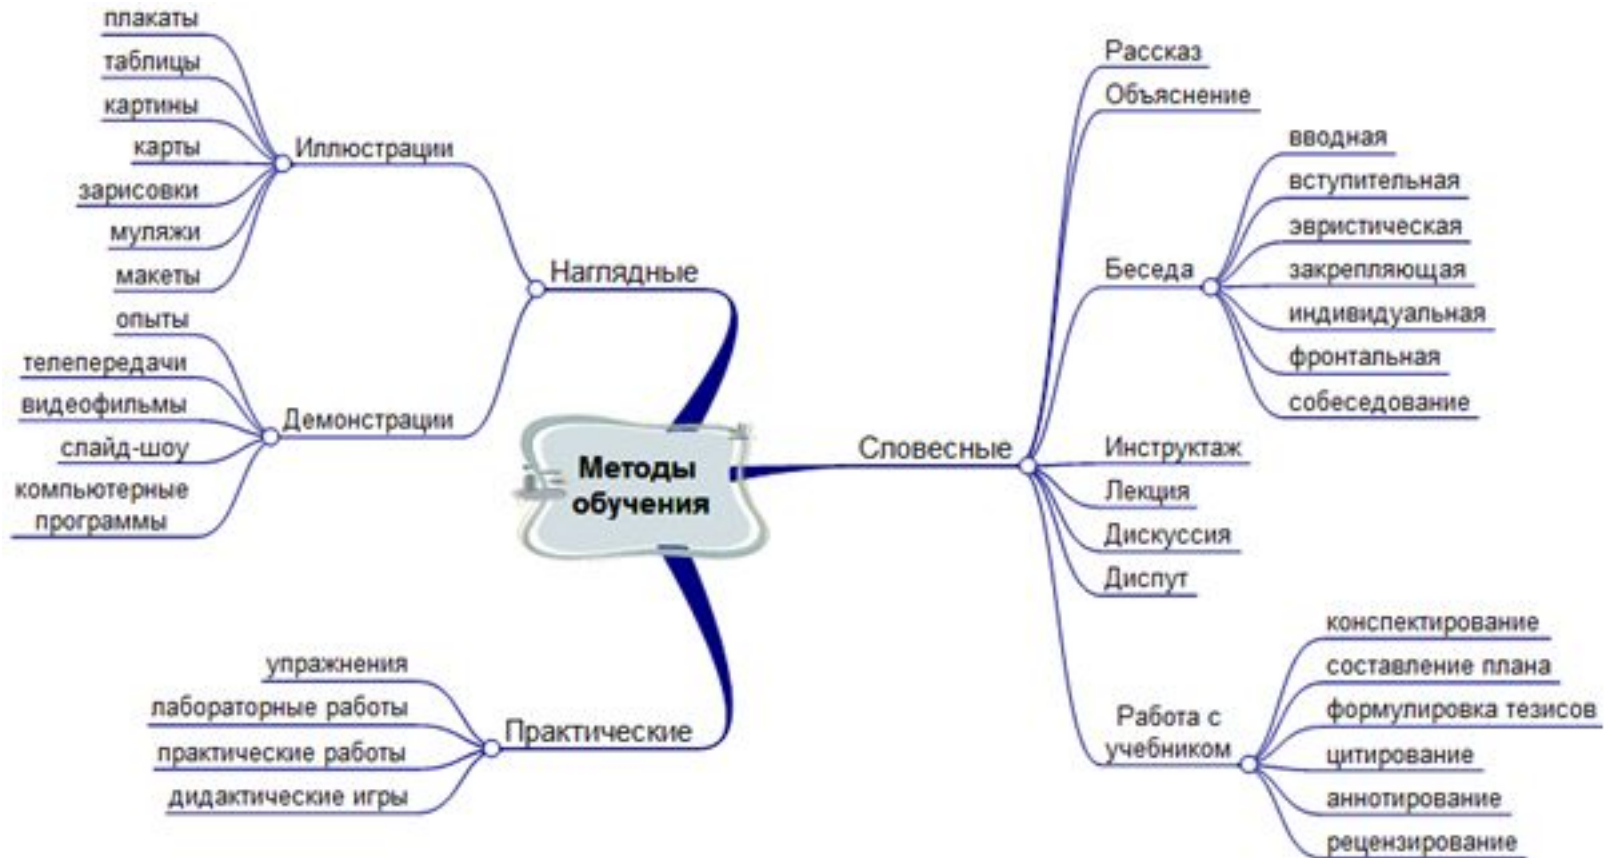 плакаты
таблицы
картины
карты
зарисовки
муляжи
макеты
Иллюстрации
опыты
телепередачи
видеофильмы
слайд-шоу
компьютерные
программы
Демонстрации
Наглядные
Методы
обучения
упражнения
лабораторные работы
практические работы
дидактические игры
Практические
Словесные
Рассказ
Объяснение
Беседа
вводная
вступительная
эвристическая
закрепляющая
индивидуальная
фронтальная
собеседование
Инструктаж
Лекция
Дискуссия
Диспут
Работа с
учебником
конспектирование
составление плана
формулировка тезисов
цитирование
аннотирование
рецензирование